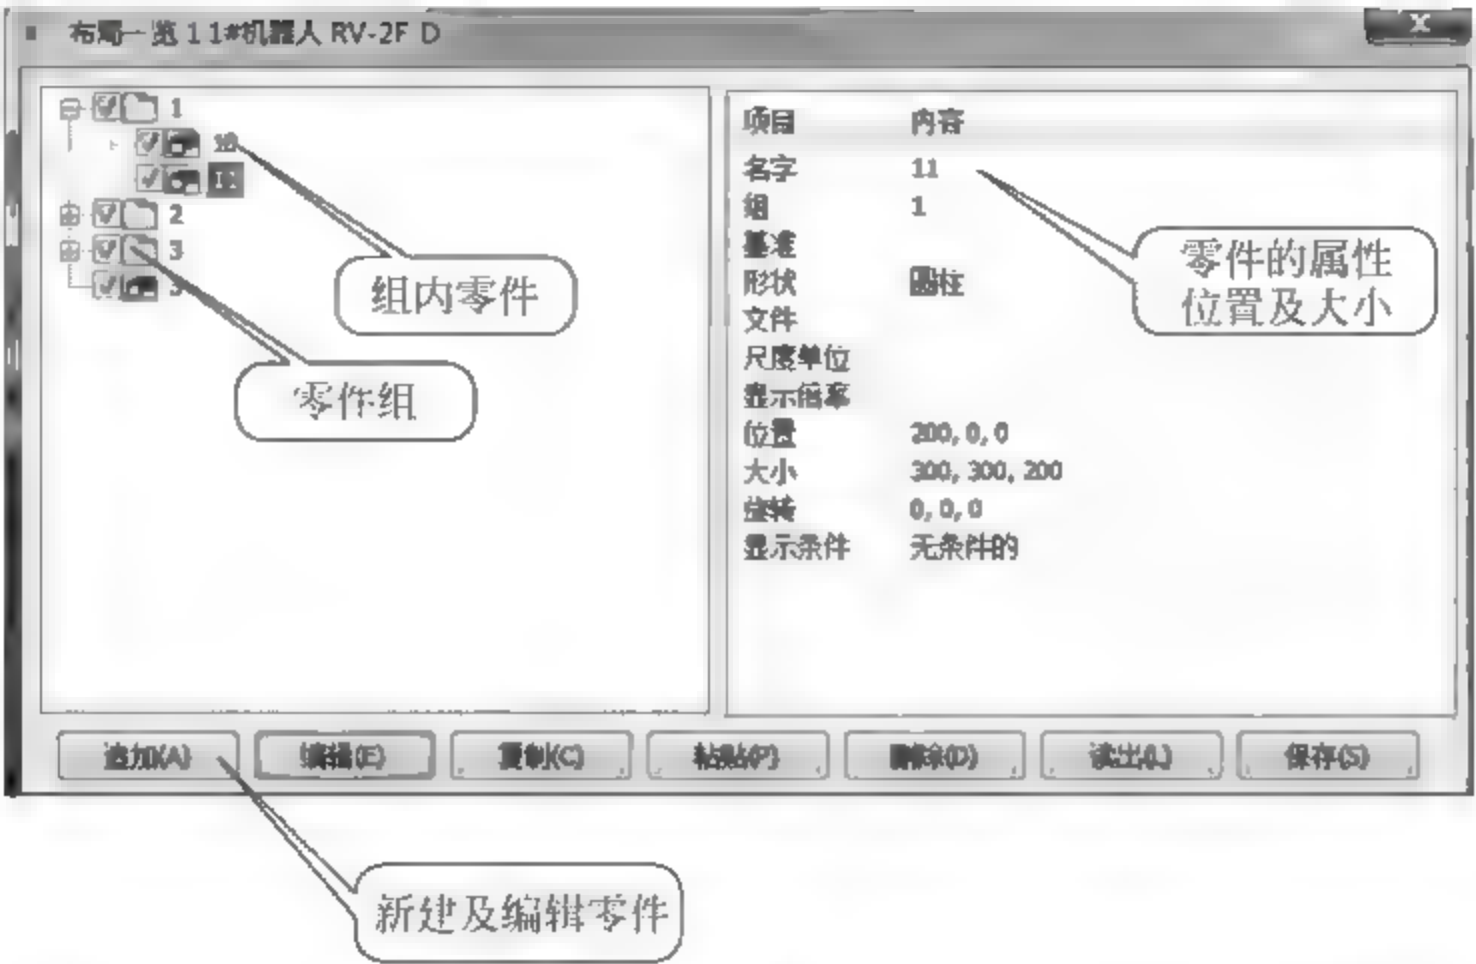 布局一览 1 1#机器人 RV-2F D
X
1
10
11
2
3
组内零件
零件组
项目 内容
名字 11
组 1
基准
形状 圆柱
文件
尺度单位
显示倍率
位置 200, 0, 0
大小 300, 300, 200
旋转 0, 0, 0
显示条件 无条件的
零件的属性
位置及大小
追加(A) 编辑(E) 复制(C) 粘贴(P) 删除(D) 读出(L) 保存(S)
新建及编辑零件